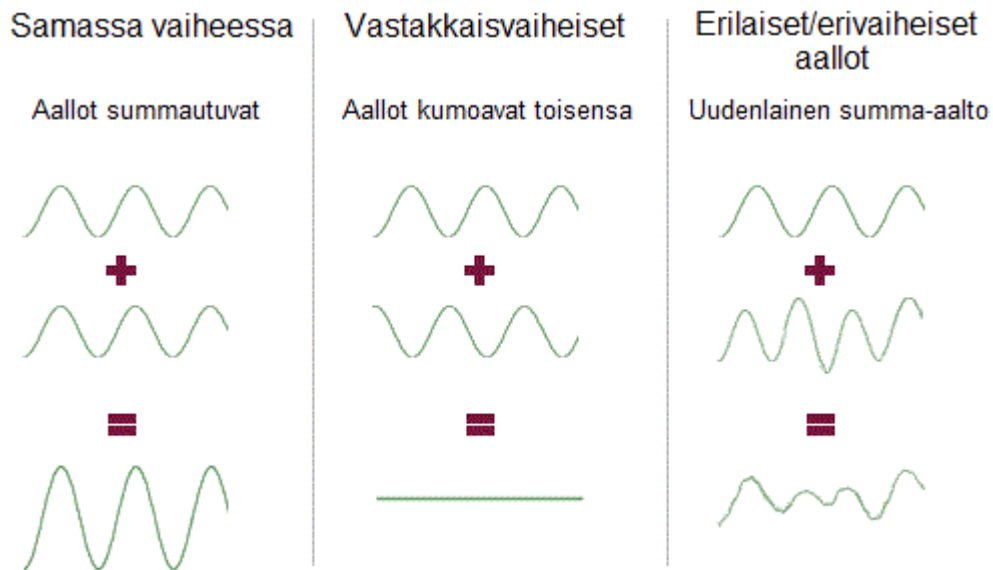 Samassa vaiheessa
Aallot summautuvat
Vastakkaisvaiheiset
Aallot kumoavat toisensa
Erilaiset/erivaiheiset
aallot
Uudenlainen summa-aalto